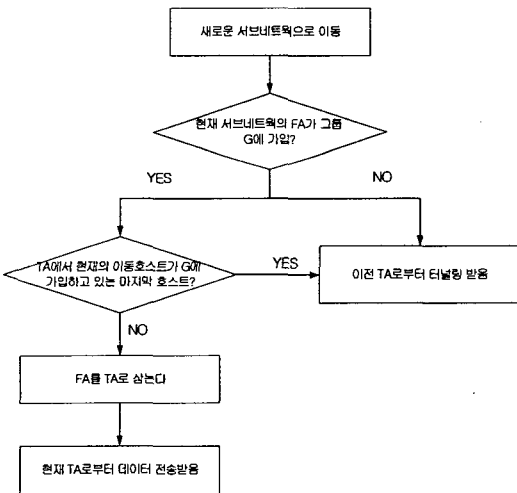 새로운 서브네트웍으로 이동
현재 서브네트웍의 FA가 그룹
G에 가입?
YES
NO
TA에서 현재의 이동호스트가 G에
가입하고 있는 마지막 호스트?
YES
이전 TA로부터 터널링 받음
NO
FA를 TA로 삼는다
현재 TA로부터 데이터 전송받음